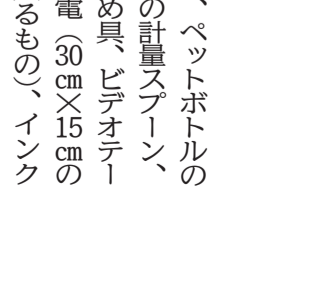 、ペットボトルの
の計量スプーン、
め具、ビデオテー
電（30㎝×15㎝の
るもの）、インク